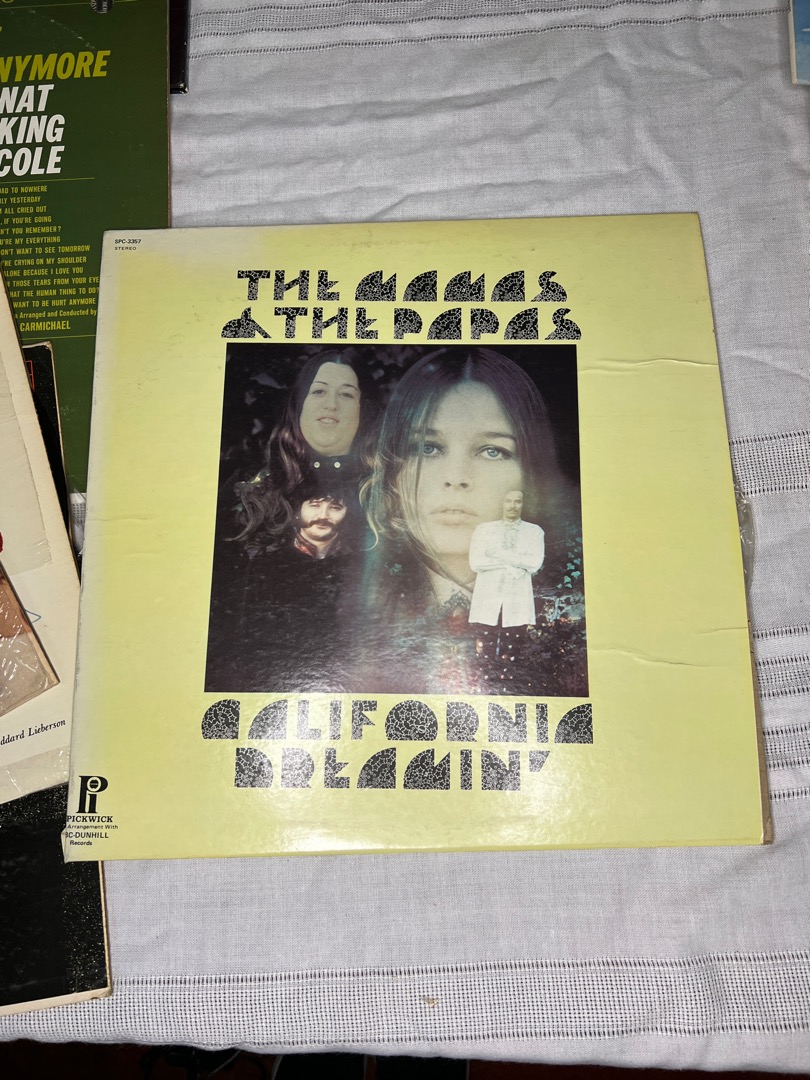 NYMORE
NAT
KING
COLE
AD TO NOWHERE
LY YESTERDAY
ALL CRIED OUT
IF YOU'RE GOING
N'T YOU REMEMBER?
U'RE MY EVERYTHING
ON'T WANT TO SEE TOMORROW
'RE CRYING ON MY SHOULDER
ALONE BECAUSE I LOVE YOU
THOSE TEARS FROM YOUR EYE
HAT THE HUMAN THING TO DO?
WANT TO BE HURT ANYMORE
Arranged and Conducted by
CARMICHAEL
SPC-3357
STEREO
THE MAMAS
& THE PAPAS
CALIFORNIA
DREAMIN'
Pi
PICKWICK
Arrangement With
BC-DUNHILL
Records
ddard Lieberson